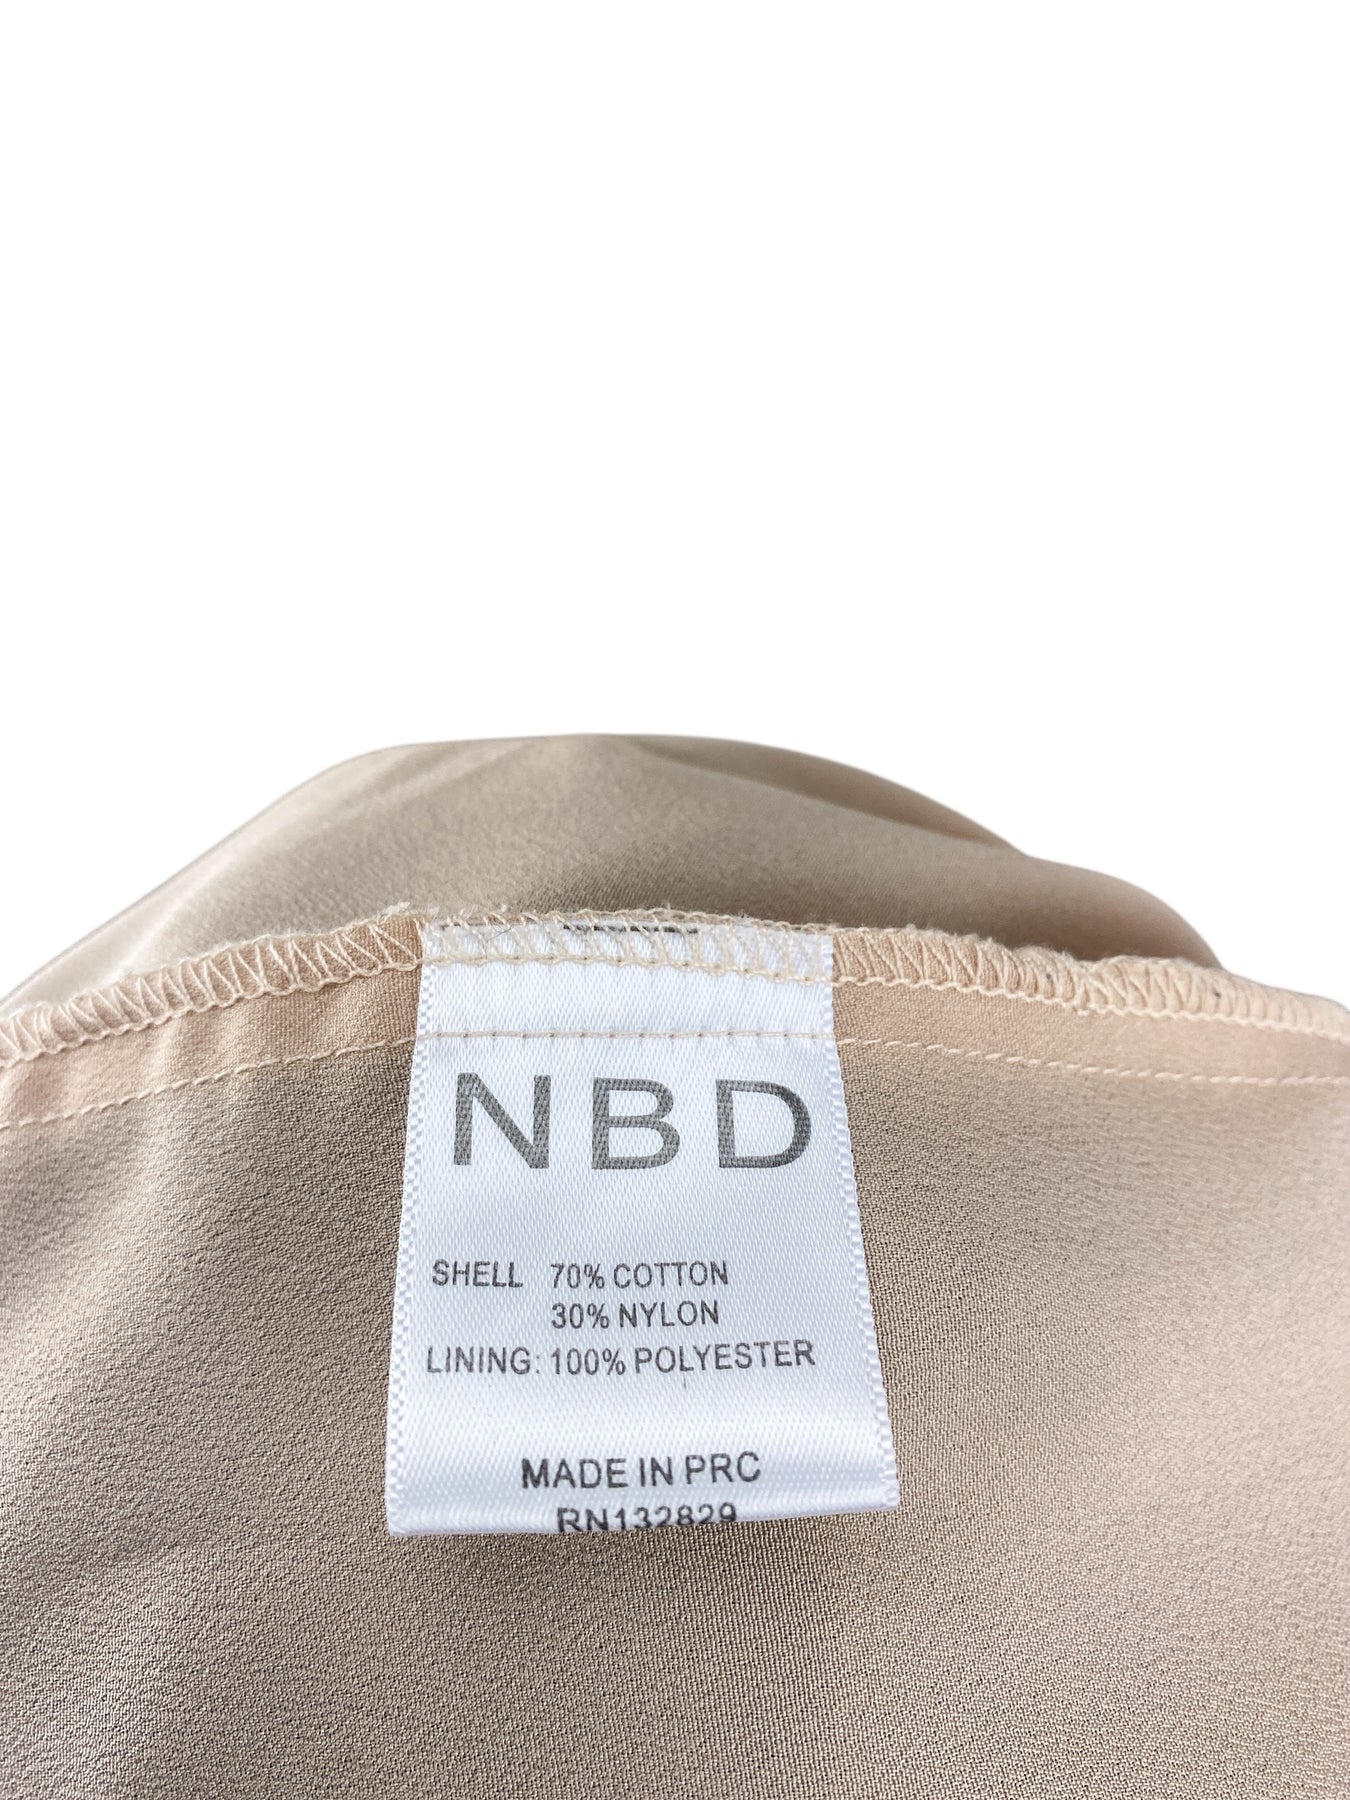 NBD
SHELL 70% COTTON
30% NYLON
LINING: 100% POLYESTER
MADE IN PRC
RN132829